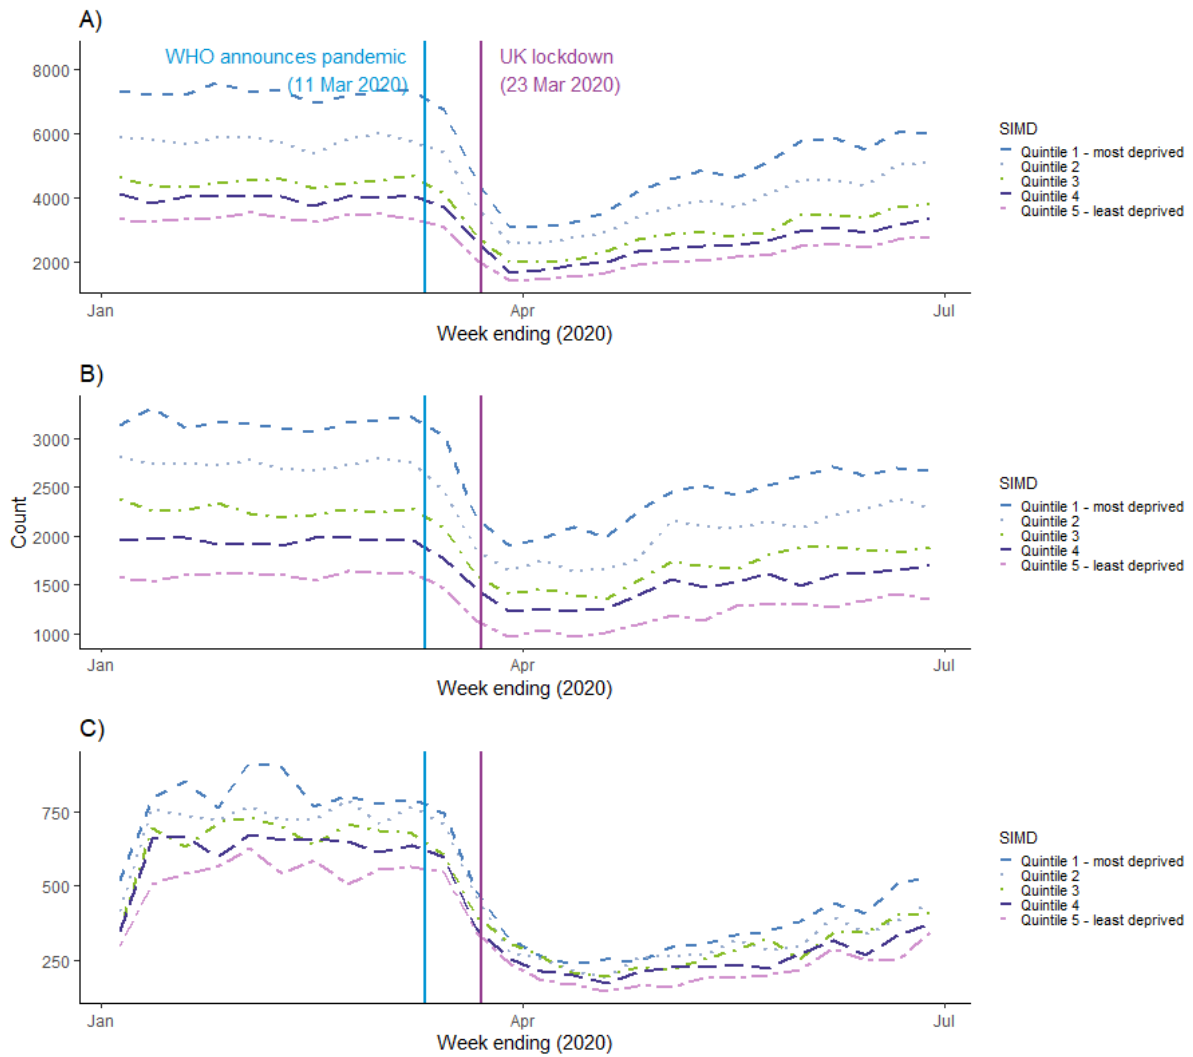 A)
WHO announces pandemic
(11 Mar 2020)
UK lockdown
(23 Mar 2020)
8000
6000
4000
2000
Jan
Apr
Jul
Week ending (2020)
SIMD
Quintile 1 - most deprived
Quintile 2
Quintile 3
Quintile 4
Quintile 5 - least deprived
B)
Count
3000
2500
2000
1500
1000
Jan
Apr
Jul
Week ending (2020)
SIMD
Quintile 1 - most deprived
Quintile 2
Quintile 3
Quintile 4
Quintile 5 - least deprived
C)
750
500
250
Jan
Apr
Jul
Week ending (2020)
SIMD
Quintile 1 - most deprived
Quintile 2
Quintile 3
Quintile 4
Quintile 5 - least deprived